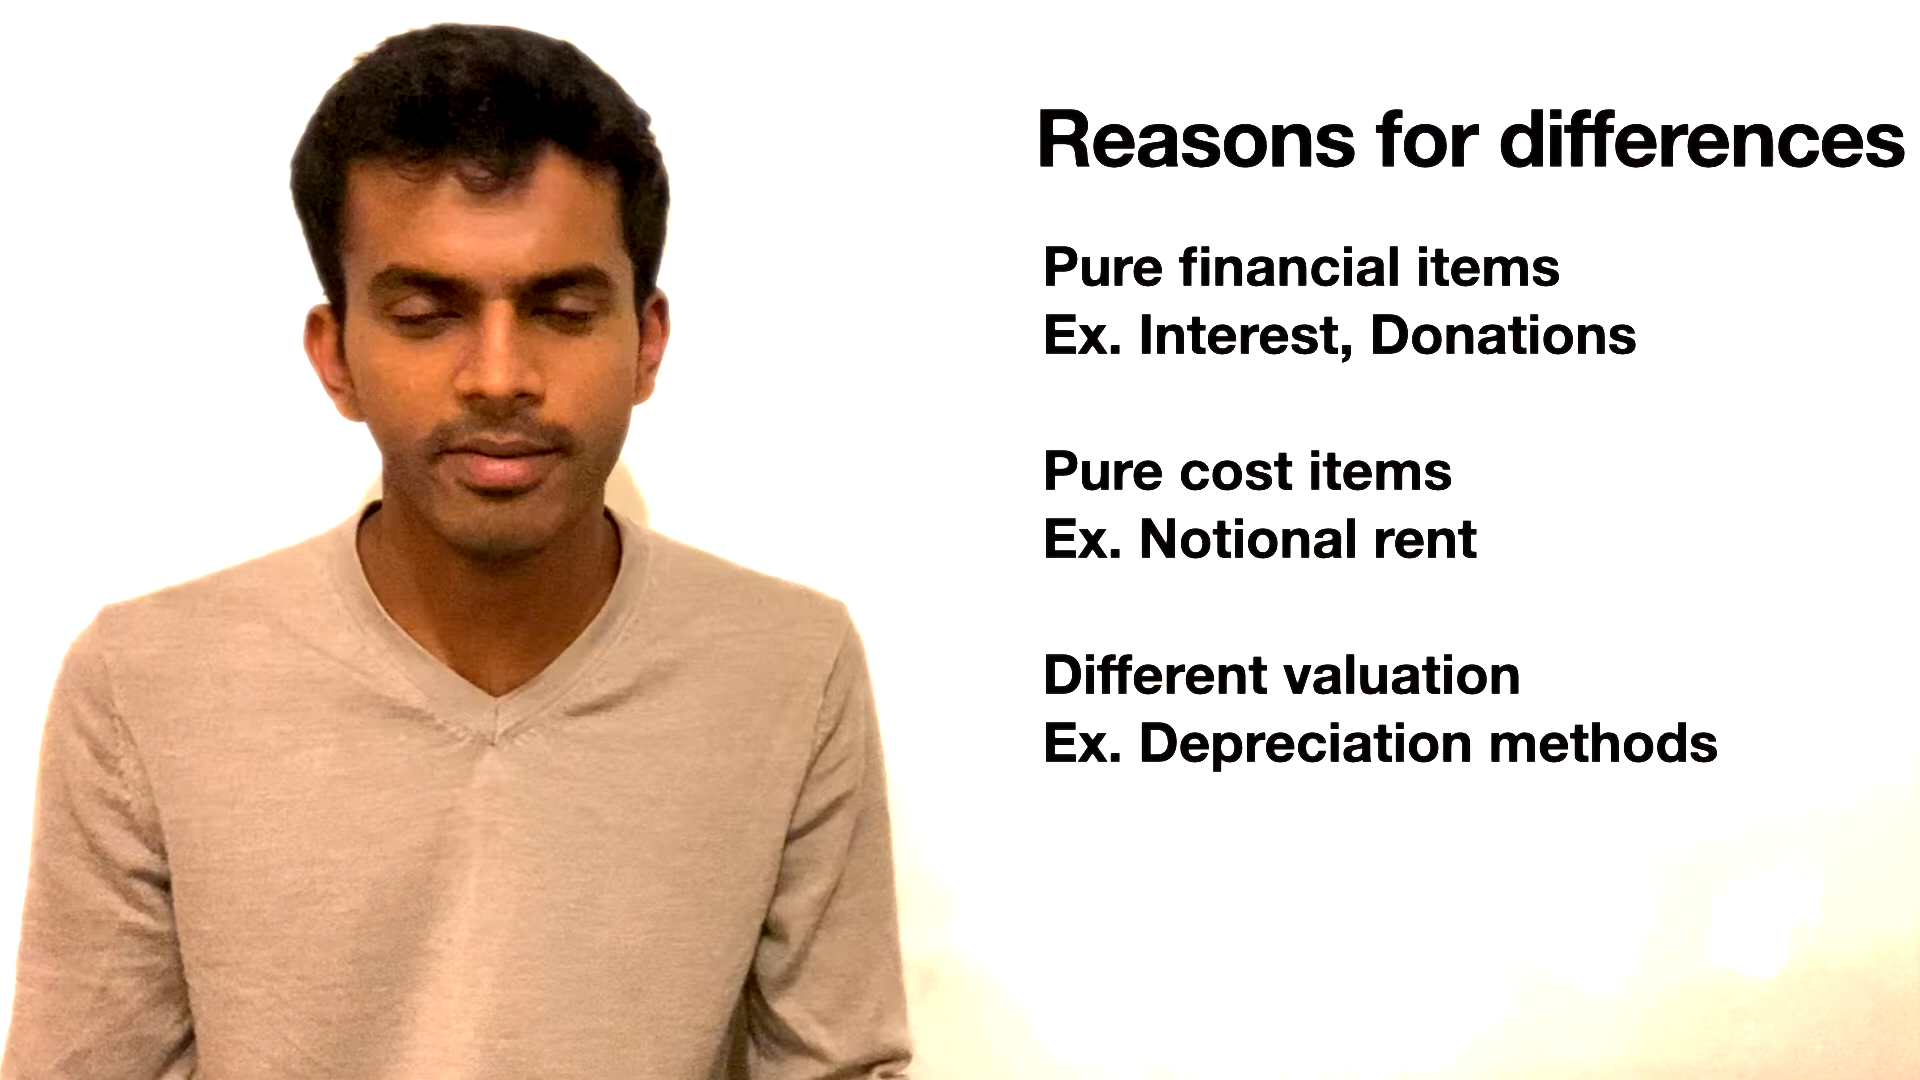 Reasons for differences
Pure financial items
Ex. Interest, Donations
Pure cost items
Ex. Notional rent
Different valuation
Ex. Depreciation methods